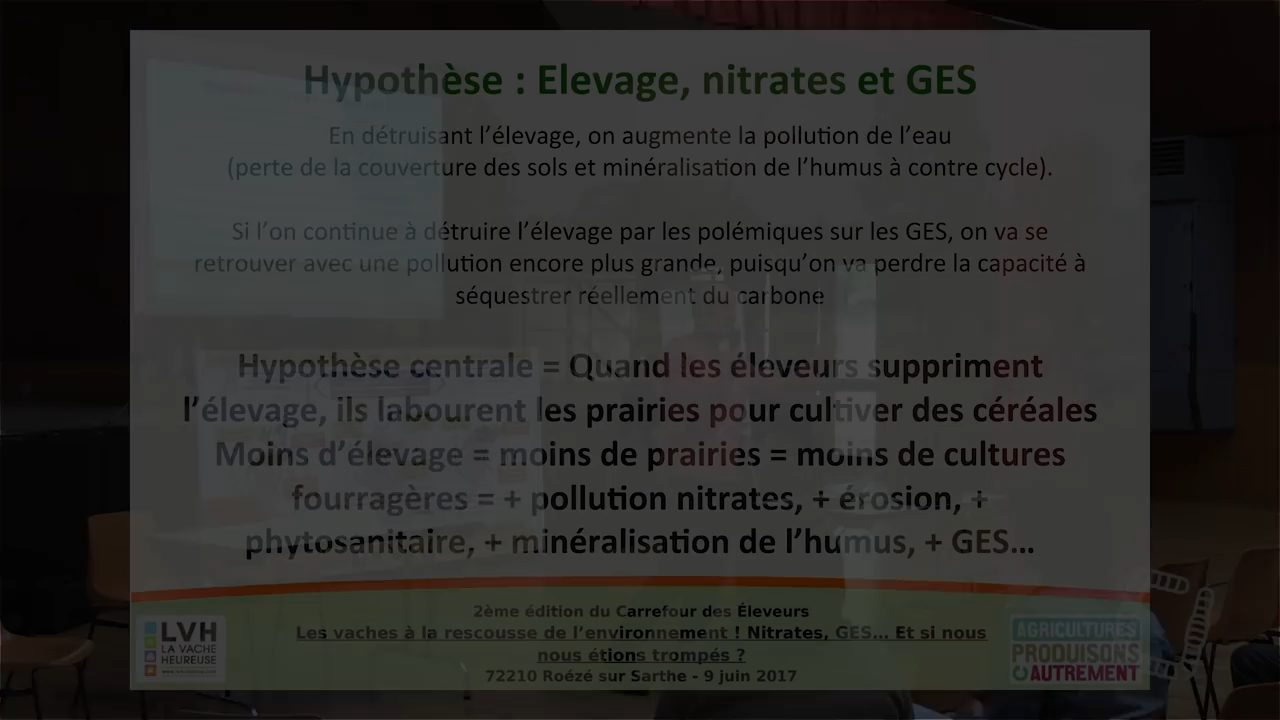 Hypothèse : Elevage, nitrates et GES
En détruisant l'élevage, on augmente la pollution de l'eau
(perte de la couverture des sols et minéralisation de l'humus à contre cycle).
Si l'on continue à détruire l'élevage par les polémiques sur les GES, on va se
retrouver avec une pollution encore plus grande, puisqu'on va perdre la capacité à
séquestrer réellement du carbone
Hypothèse centrale = Quand les éleveurs suppriment
l'élevage, ils labourent les prairies pour cultiver des céréales
Moins d'élevage = moins de prairies = moins de cultures
fourragères = + pollution nitrates, + érosion, +
phytosanitaire, + minéralisation de l'humus, + GES…
2ème édition du Carrefour des Éleveurs
Les vaches à la rescousse de l'environnement ! Nitrates, GES… Et si nous
nous étions trompés ?
72210 Roézé sur Sarthe - 9 juin 2017
LVH
LA VACHE
HEUREUSE
AGRICULTURES
PRODUISONS
AUTREMENT